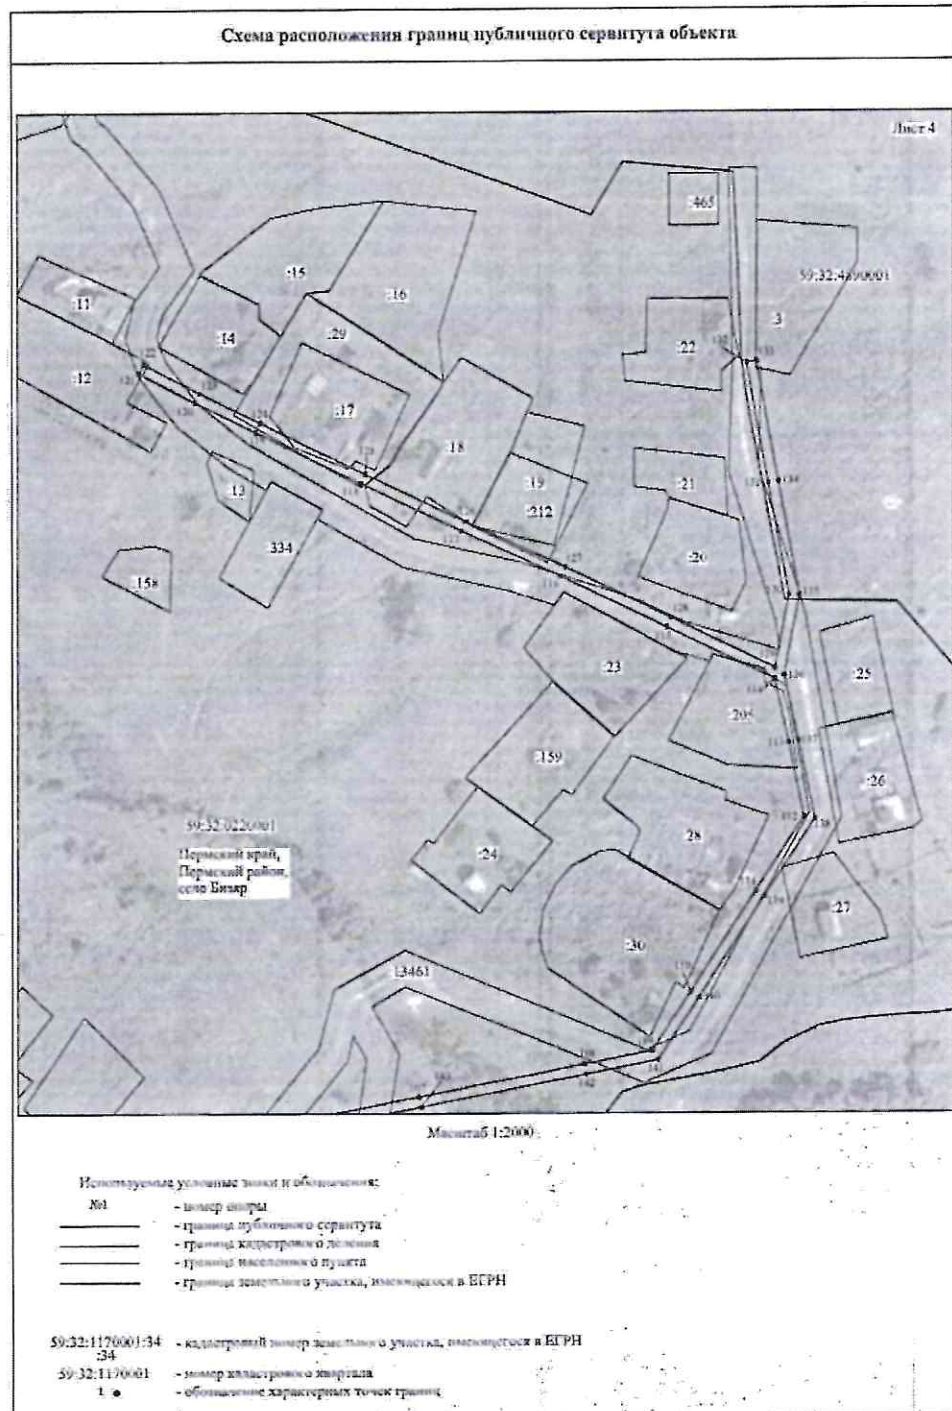 Схема расположения границ публичного сервитута объекта
Лист 4
:465
59:32:4890001
:15
:11
:16
:3
:14
:29
:22
:12
:17
:18
:13
:19
:21
:212
:334
:20
:158
:23
:25
:205
:159
:26
59:32:0220001
:28
Пермский край,
Пермский район,
село Бизяр
:24
:27
:30
:3461
Масштаб 1:2000
Используемые условные знаки и обозначения:
№1 - номер опоры
- граница публичного сервитута
- граница кадастрового деления
- граница населенного пункта
- граница земельного участка, имеющегося в ЕГРН
59:32:1170001:34 - кадастровый номер земельного участка, имеющегося в ЕГРН
:34
59:32:1170001 - номер кадастрового квартала
1 ● - обозначение характерных точек границ